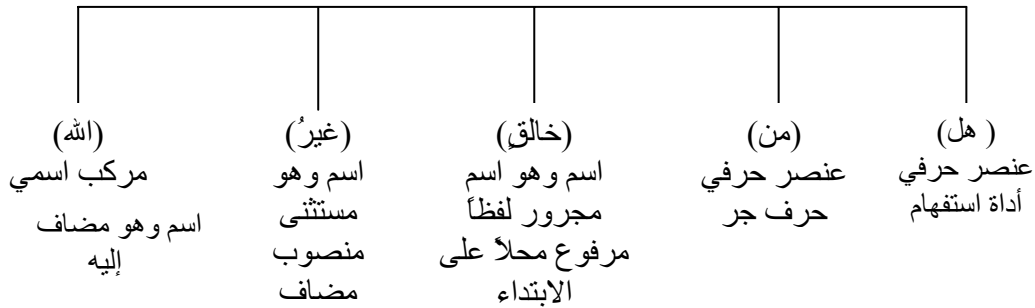 ( هل) (من) (خالقٍ) (غيرُ) (الله)
عنصر حرفي عنصر حرفي اسم وهو اسم اسم وهو مركب اسمي
أداة استفهام حرف جر مجرور لفظاً مستثنى اسم وهو مضاف
مرفوع محلاً على منصوب إليه
الابتداء مضاف